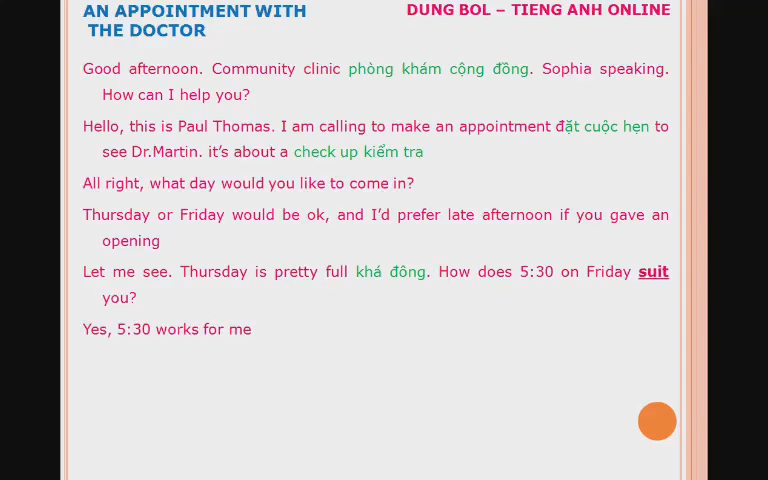 AN APPOINTMENT WITH
THE DOCTOR
DUNG BOL – TIENG ANH ONLINE
Good afternoon. Community clinic phòng khám cộng đồng. Sophia speaking.
How can I help you?
Hello, this is Paul Thomas. I am calling to make an appointment đặt cuộc hẹn to
see Dr.Martin. it’s about a check up kiểm tra
All right, what day would you like to come in?
Thursday or Friday would be ok, and I’d prefer late afternoon if you gave an
opening
Let me see. Thursday is pretty full khá đông. How does 5:30 on Friday suit
you?
Yes, 5:30 works for me